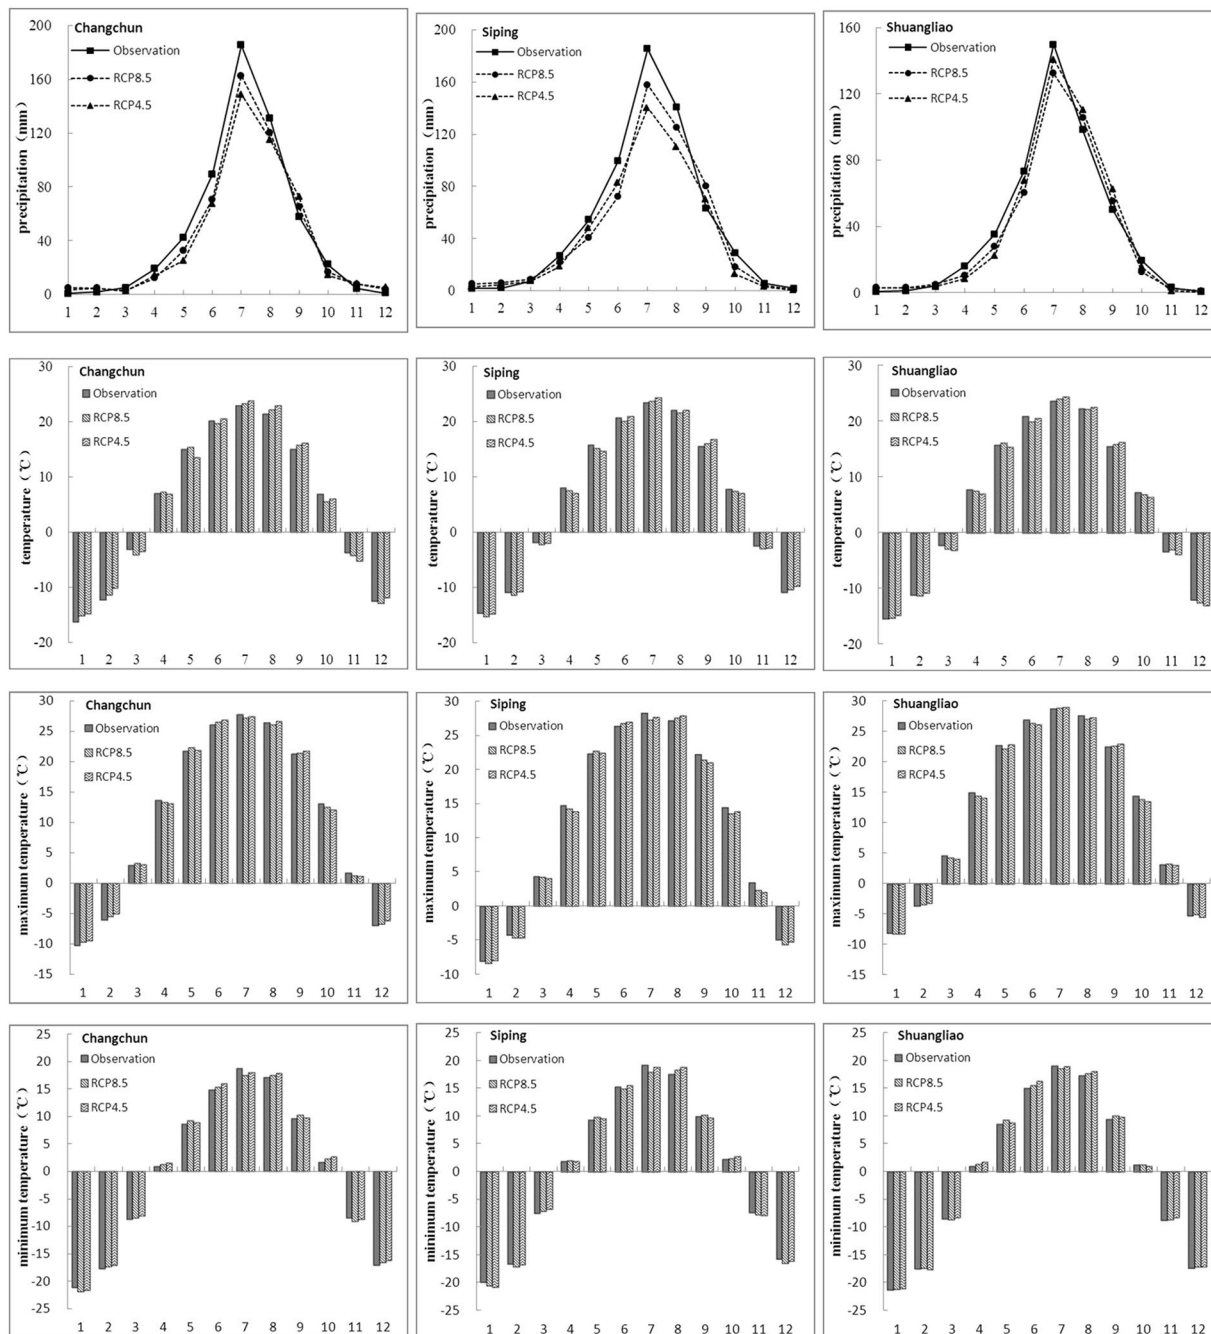 Changchun
Observation
RCP8.5
RCP4.5
precipitation (mm)
200
160
120
80
40
0
1 2 3 4 5 6 7 8 9 10 11 12
Siping
Observation
RCP8.5
RCP4.5
precipitation (mm)
200
160
120
80
40
0
1 2 3 4 5 6 7 8 9 10 11 12
Shuangliao
Observation
RCP8.5
RCP4.5
precipitation (mm)
160
120
80
40
0
1 2 3 4 5 6 7 8 9 10 11 12
Changchun
Observation
RCP8.5
RCP4.5
temperature (℃)
30
20
10
0
-10
-20
1 2 3 4 5 6 7 8 9 10 11 12
Siping
Observation
RCP8.5
RCP4.5
temperature (℃)
30
20
10
0
-10
-20
1 2 3 4 5 6 7 8 9 10 11 12
Shuangliao
Observation
RCP8.5
RCP4.5
temperature (℃)
30
20
10
0
-10
-20
1 2 3 4 5 6 7 8 9 10 11 12
Changchun
Observation
RCP8.5
RCP4.5
maximum temperature (℃)
30
25
20
15
10
5
0
-5
-10
-15
1 2 3 4 5 6 7 8 9 10 11 12
Siping
Observation
RCP8.5
RCP4.5
maximum temperature (℃)
30
25
20
15
10
5
0
-5
-10
1 2 3 4 5 6 7 8 9 10 11 12
Shuangliao
Observation
RCP8.5
RCP4.5
maximum temperature (℃)
30
25
20
15
10
5
0
-5
-10
-15
1 2 3 4 5 6 7 8 9 10 11 12
Changchun
Observation
RCP8.5
RCP4.5
minimum temperature (℃)
25
20
15
10
5
0
-5
-10
-15
-20
-25
1 2 3 4 5 6 7 8 9 10 11 12
Siping
Observation
RCP8.5
RCP4.5
minimum temperature (℃)
25
20
15
10
5
0
-5
-10
-15
-20
-25
1 2 3 4 5 6 7 8 9 10 11 12
Shuangliao
Observation
RCP8.5
RCP4.5
minimum temperature (℃)
25
20
15
10
5
0
-5
-10
-15
-20
-25
1 2 3 4 5 6 7 8 9 10 11 12